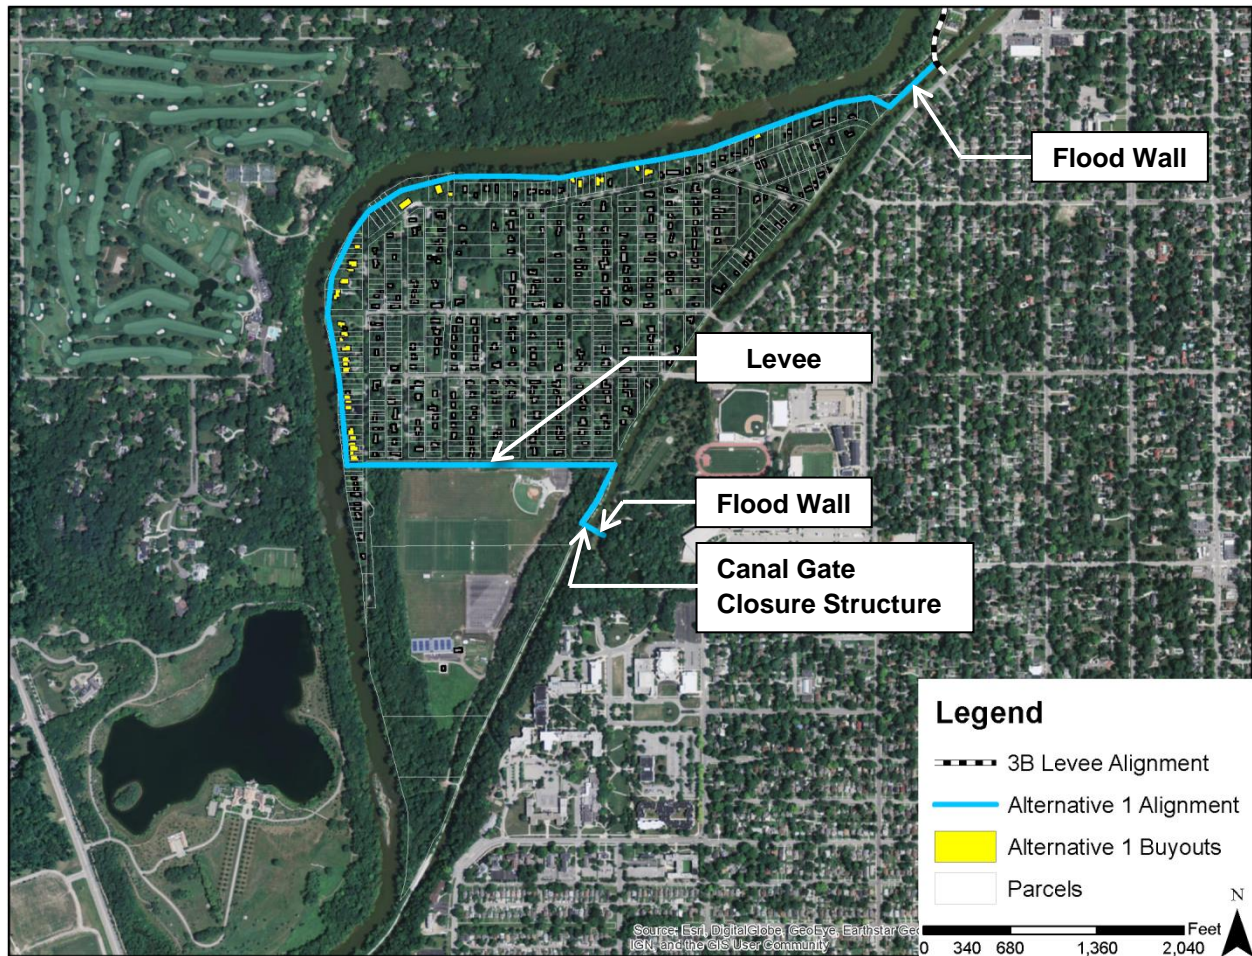 Flood Wall
Levee
Flood Wall
Canal Gate
Closure Structure
Legend
3B Levee Alignment
Alternative 1 Alignment
Alternative 1 Buyouts
Parcels
N
Source: Esri, DigitalGlobe, GeoEye, Earthstar Geo
IGN, and the GIS User Community
Feet
0 340 680 1,360 2,040